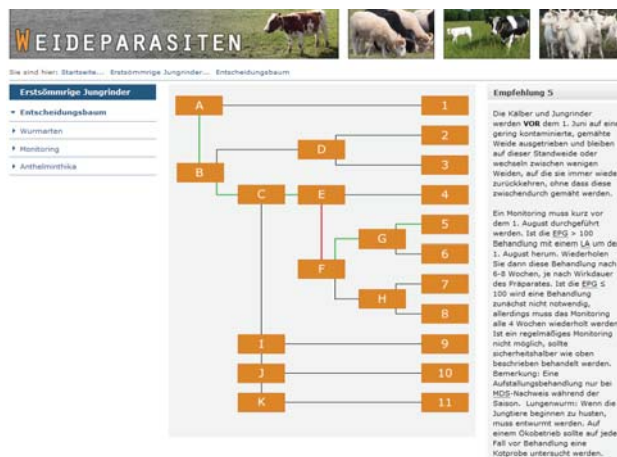 WEIDEPARASITEN
Sie sind hier: Startseite... Erstsömmrige Jungrinder... Entscheidungsbaum
Erstsömmrige Jungrinder
Entscheidungsbaum
Wurmarten
Monitoring
Anthelminthika
A
1
2
D
3
B
C
E
4
5
G
6
F
7
H
8
I
9
J
10
K
11
Empfehlung 5
Die Kälber und Jungrinder
werden VOR dem 1. Juni auf eine
gering kontaminierte, gemähte
Weide ausgetrieben und bleiben
auf dieser Standweide oder
wechseln zwischen wenigen
Weiden, auf die sie immer wieder
zurückkehren, ohne dass diese
zwischendurch gemäht werden.
Ein Monitoring muss kurz vor
dem 1. August durchgeführt
werden. Ist die EPG > 100
Behandlung mit einem LA um den
1. August herum. Wiederholen
Sie dann diese Behandlung nach
6-8 Wochen, je nach Wirkdauer
des Präparates. Ist die EPG ≤
100 wird eine Behandlung
zunächst nicht notwendig,
allerdings muss das Monitoring
alle 4 Wochen wiederholt werden.
Ist ein regelmäßiges Monitoring
nicht möglich, sollte
sicherheitshalber wie oben
beschrieben behandelt werden.
Bemerkung: Eine
Aufstallungsbehandlung nur bei
MDS-Nachweis während der
Saison. Lungenwurm: Wenn die
Jungtiere beginnen zu husten,
muss entwurmt werden. Auf
einem Ökobetrieb sollte auf jeden
Fall vor Behandlung eine
Kotprobe untersucht werden.